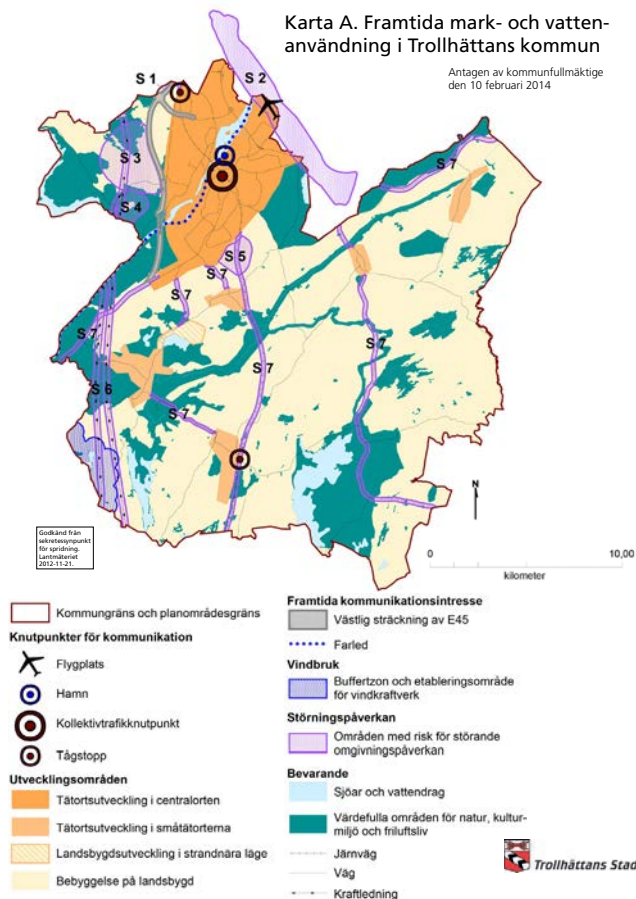 Karta A. Framtida mark- och vatten-
användning i Trollhättans kommun
Antagen av kommunfullmäktige
den 10 februari 2014
S 1
S 2
S 3
S 4
S 5
S 7
S 7
S 7
S 7
S 7
S 7
S 7
S 6
N
Godkänd från
sekretessynpunkt
för spridning.
Lantmäteriet
2012-11-21.
0 10,00
kilometer
Kommungräns och planområdesgräns
Knutpunkter för kommunikation
Flygplats
Hamn
Kollektivtrafikknutpunkt
Tågstopp
Utvecklingsområden
Tätortsutveckling i centralorten
Tätortsutveckling i småtätorterna
Landsbygdsutveckling i strandnära läge
Bebyggelse på landsbygd
Framtida kommunikationsintresse
Västlig sträckning av E45
Farled
Vindbruk
Buffertzon och etableringsområde
för vindkraftverk
Störningspåverkan
Områden med risk för störande
omgivningspåverkan
Bevarande
Sjöar och vattendrag
Värdefulla områden för natur, kultur-
miljö och friluftsliv
Järnväg
Väg
Kraftledning
Trollhättans Stad